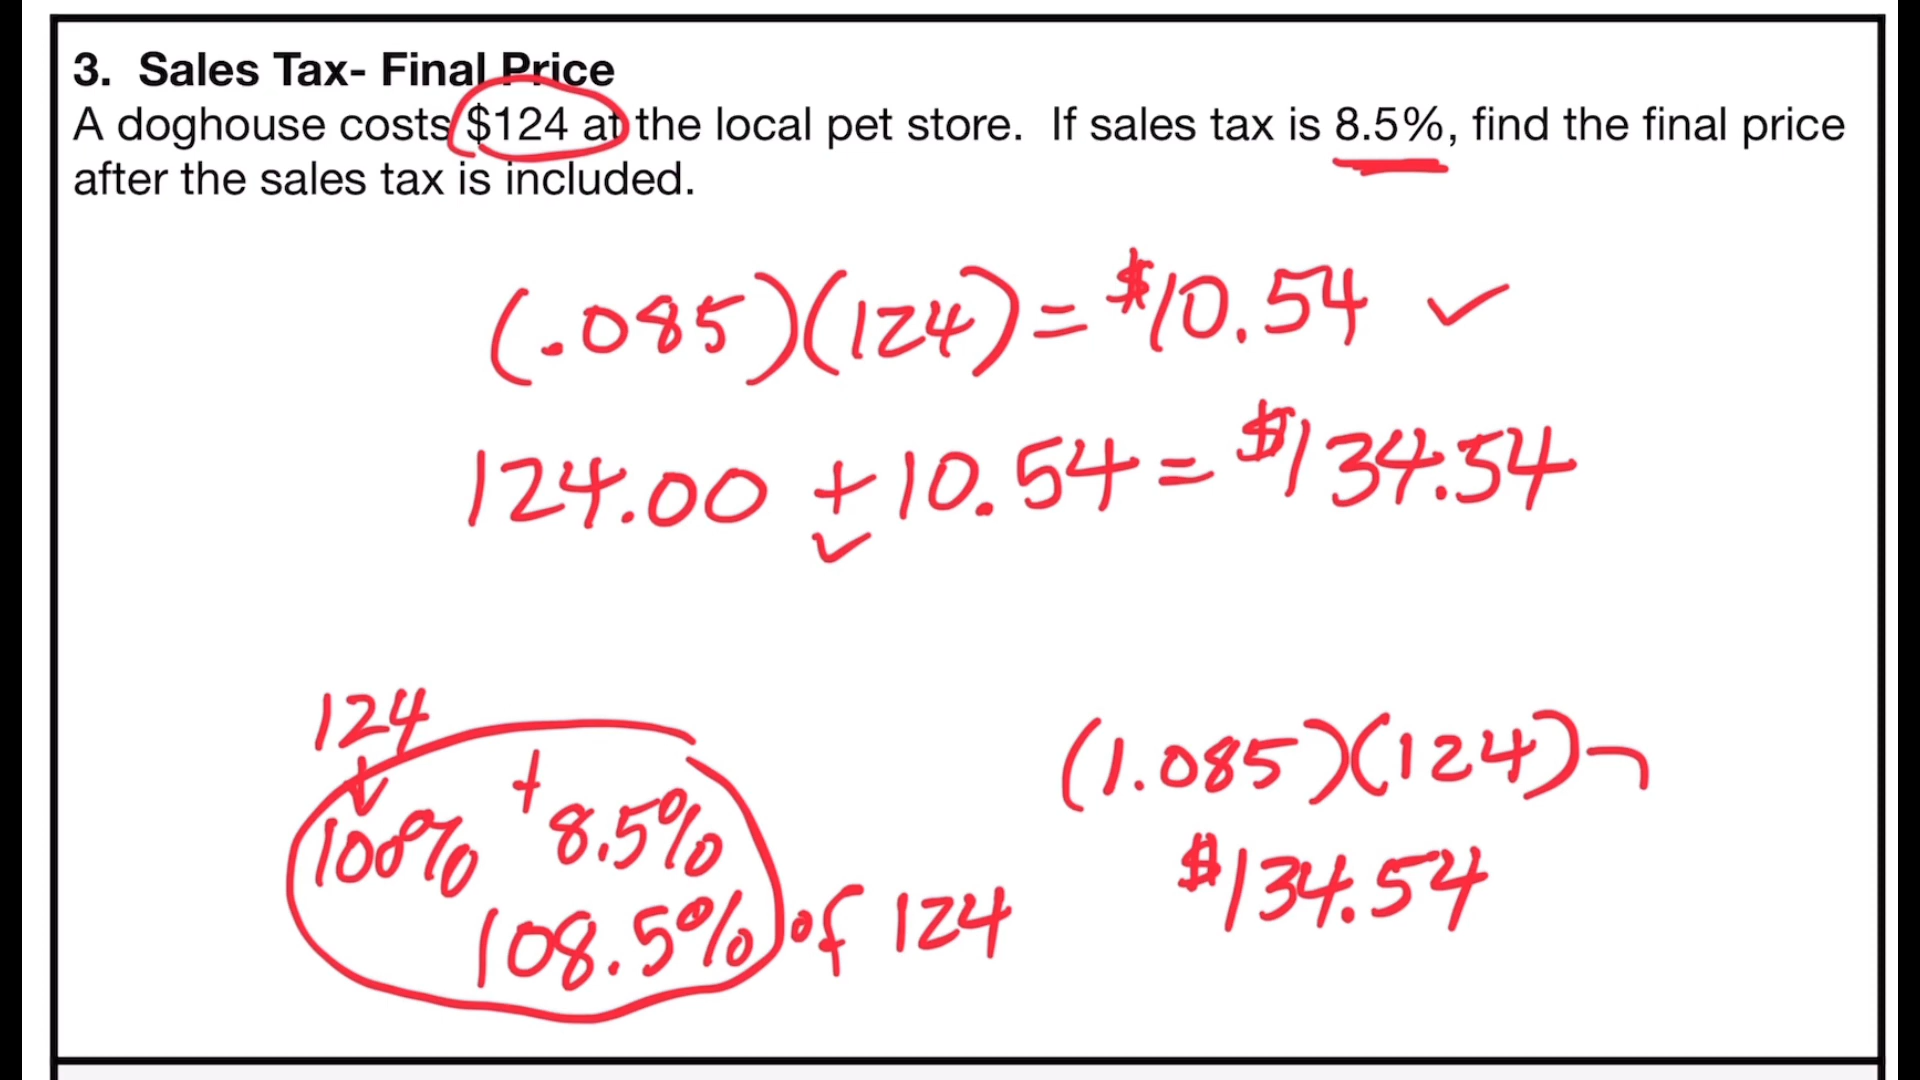 3. Sales Tax- Final Price
A doghouse costs $124 at the local pet store. If sales tax is 8.5%, find the final price
after the sales tax is included.
(.085)(124) = $10.54 ✓
124.00 + 10.54 = $134.54
✓
124
100% + 8.5%
108.5% of 124
(1.085)(124)
$134.54